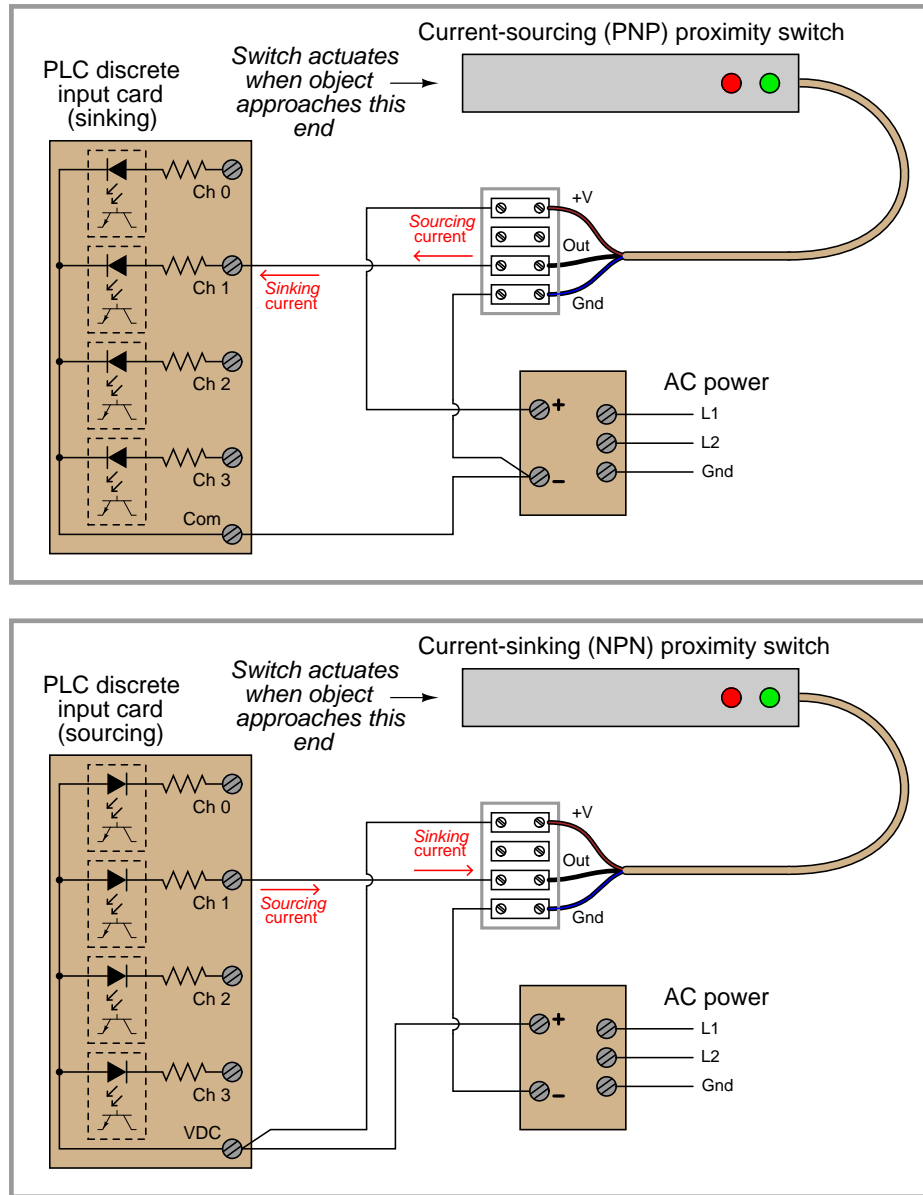 Current-sourcing (PNP) proximity switch
Switch actuates
when object
approaches this
end
PLC discrete
input card
(sinking)
Ch 0
Ch 1
Ch 2
Ch 3
Com
Sourcing
current
Sinking
current
+V
Out
Gnd
+
-
AC power
L1
L2
Gnd
Current-sinking (NPN) proximity switch
Switch actuates
when object
approaches this
end
PLC discrete
input card
(sourcing)
Ch 0
Ch 1
Ch 2
Ch 3
VDC
Sinking
current
Sourcing
current
+V
Out
Gnd
+
-
AC power
L1
L2
Gnd